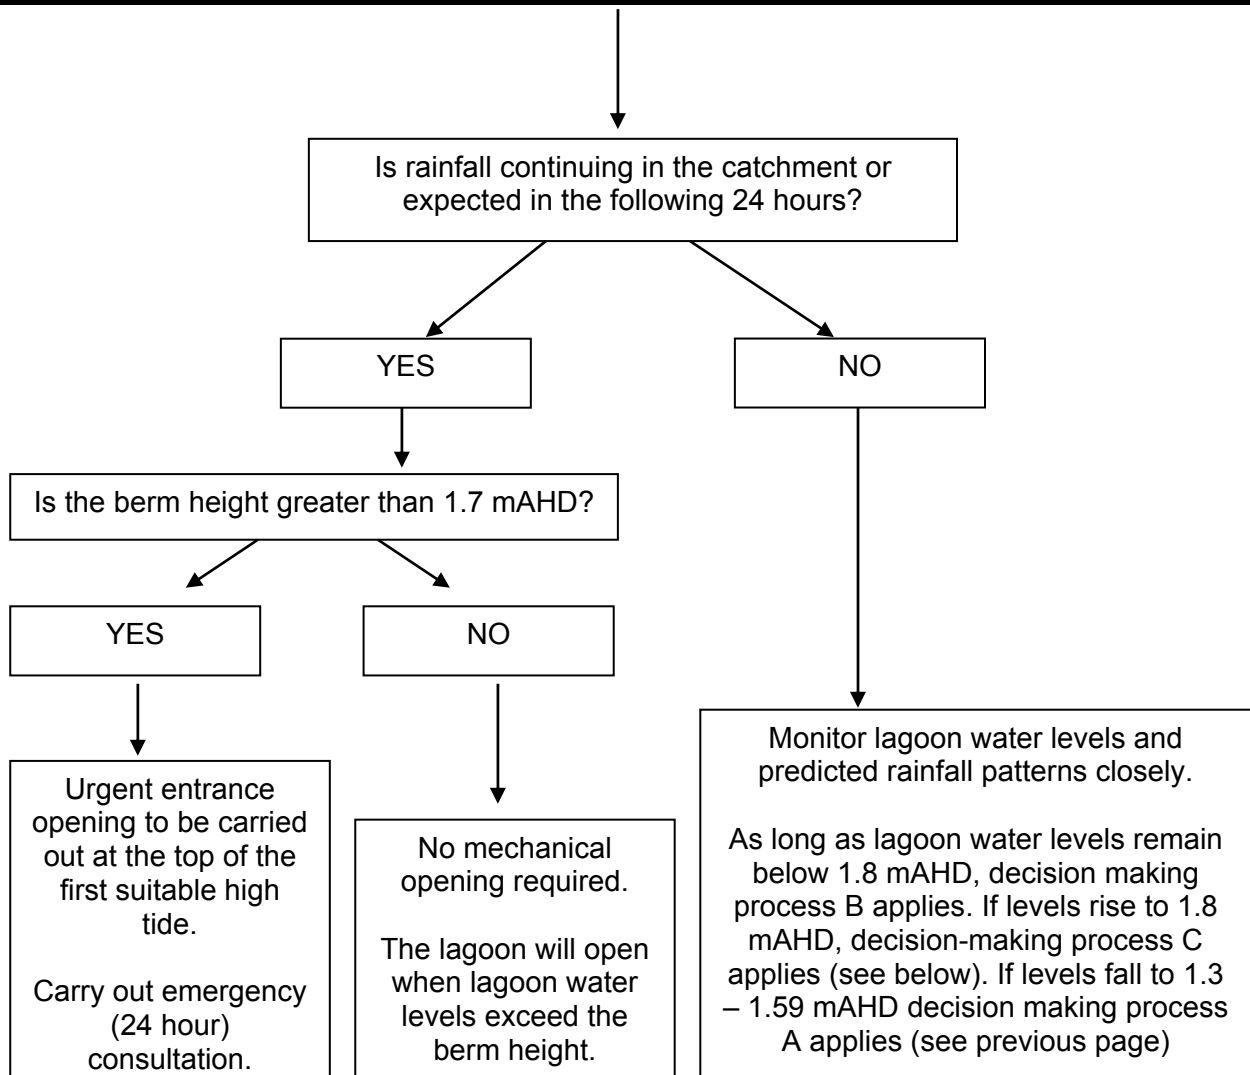 Is rainfall continuing in the catchment or
expected in the following 24 hours?
YES
NO
Is the berm height greater than 1.7 mAHD?
YES
NO
Urgent entrance
opening to be carried
out at the top of the
first suitable high
tide.
Carry out emergency
(24 hour)
consultation.
No mechanical
opening required.
The lagoon will open
when lagoon water
levels exceed the
berm height.
Monitor lagoon water levels and
predicted rainfall patterns closely.
As long as lagoon water levels remain
below 1.8 mAHD, decision making
process B applies. If levels rise to 1.8
mAHD, decision-making process C
applies (see below). If levels fall to 1.3
– 1.59 mAHD decision making process
A applies (see previous page)